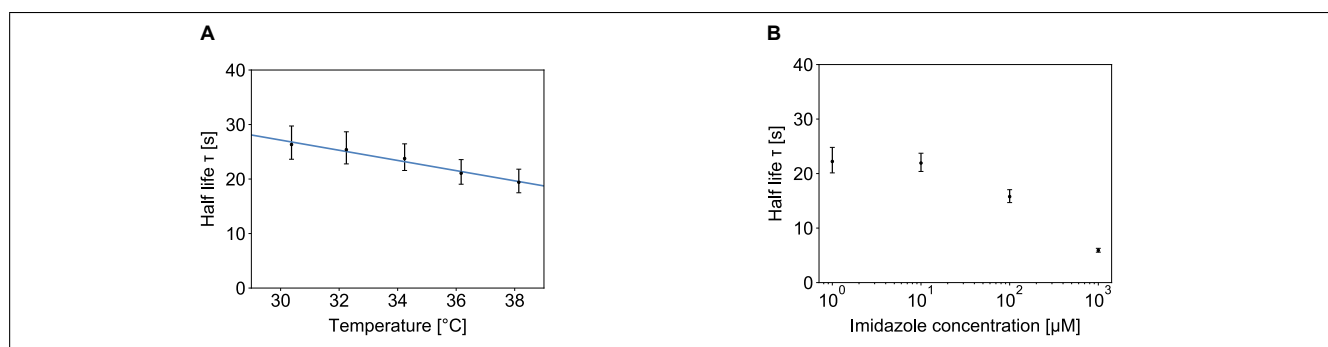 A
Half life τ [s]
40
30
20
10
0
30 32 34 36 38
Temperature [°C]
B
Half life τ [s]
40
30
20
10
0
10⁰ 10¹ 10² 10³
Imidazole concentration [µM]